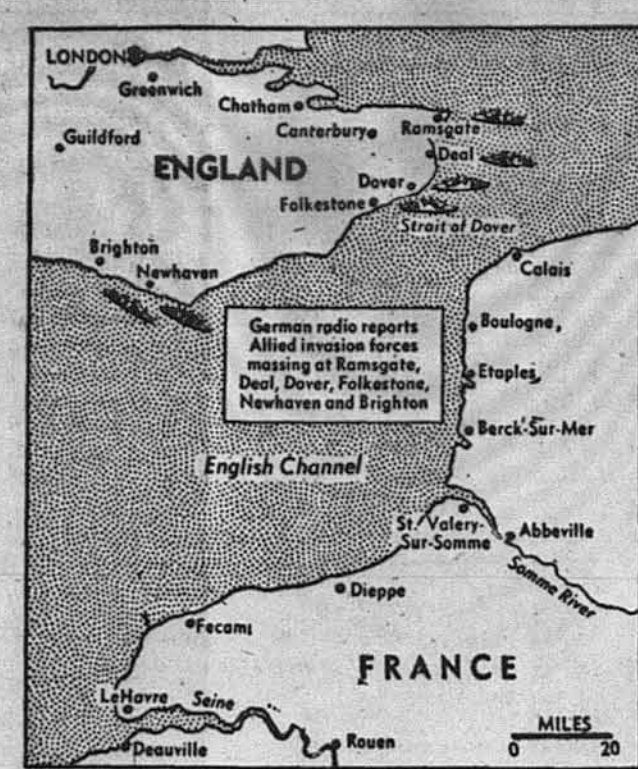 LONDON
Greenwich
Chatham
Guildford
Canterbury
Ramsgate
ENGLAND
Deal
Dover
Folkestone
Strait of Dover
Brighton
Newhaven
Calais
German radio reports
Allied invasion forces
massing at Ramsgate,
Deal, Dover, Folkestone,
Newhaven and Brighton
Boulogne
Etaples
Berck-Sur-Mer
English Channel
St. Valery-
Sur-Somme
Abbeville
Somme River
Dieppe
Fecami
FRANCE
LeHavre
Seine
Deauville
Rouen
MILES
0 20